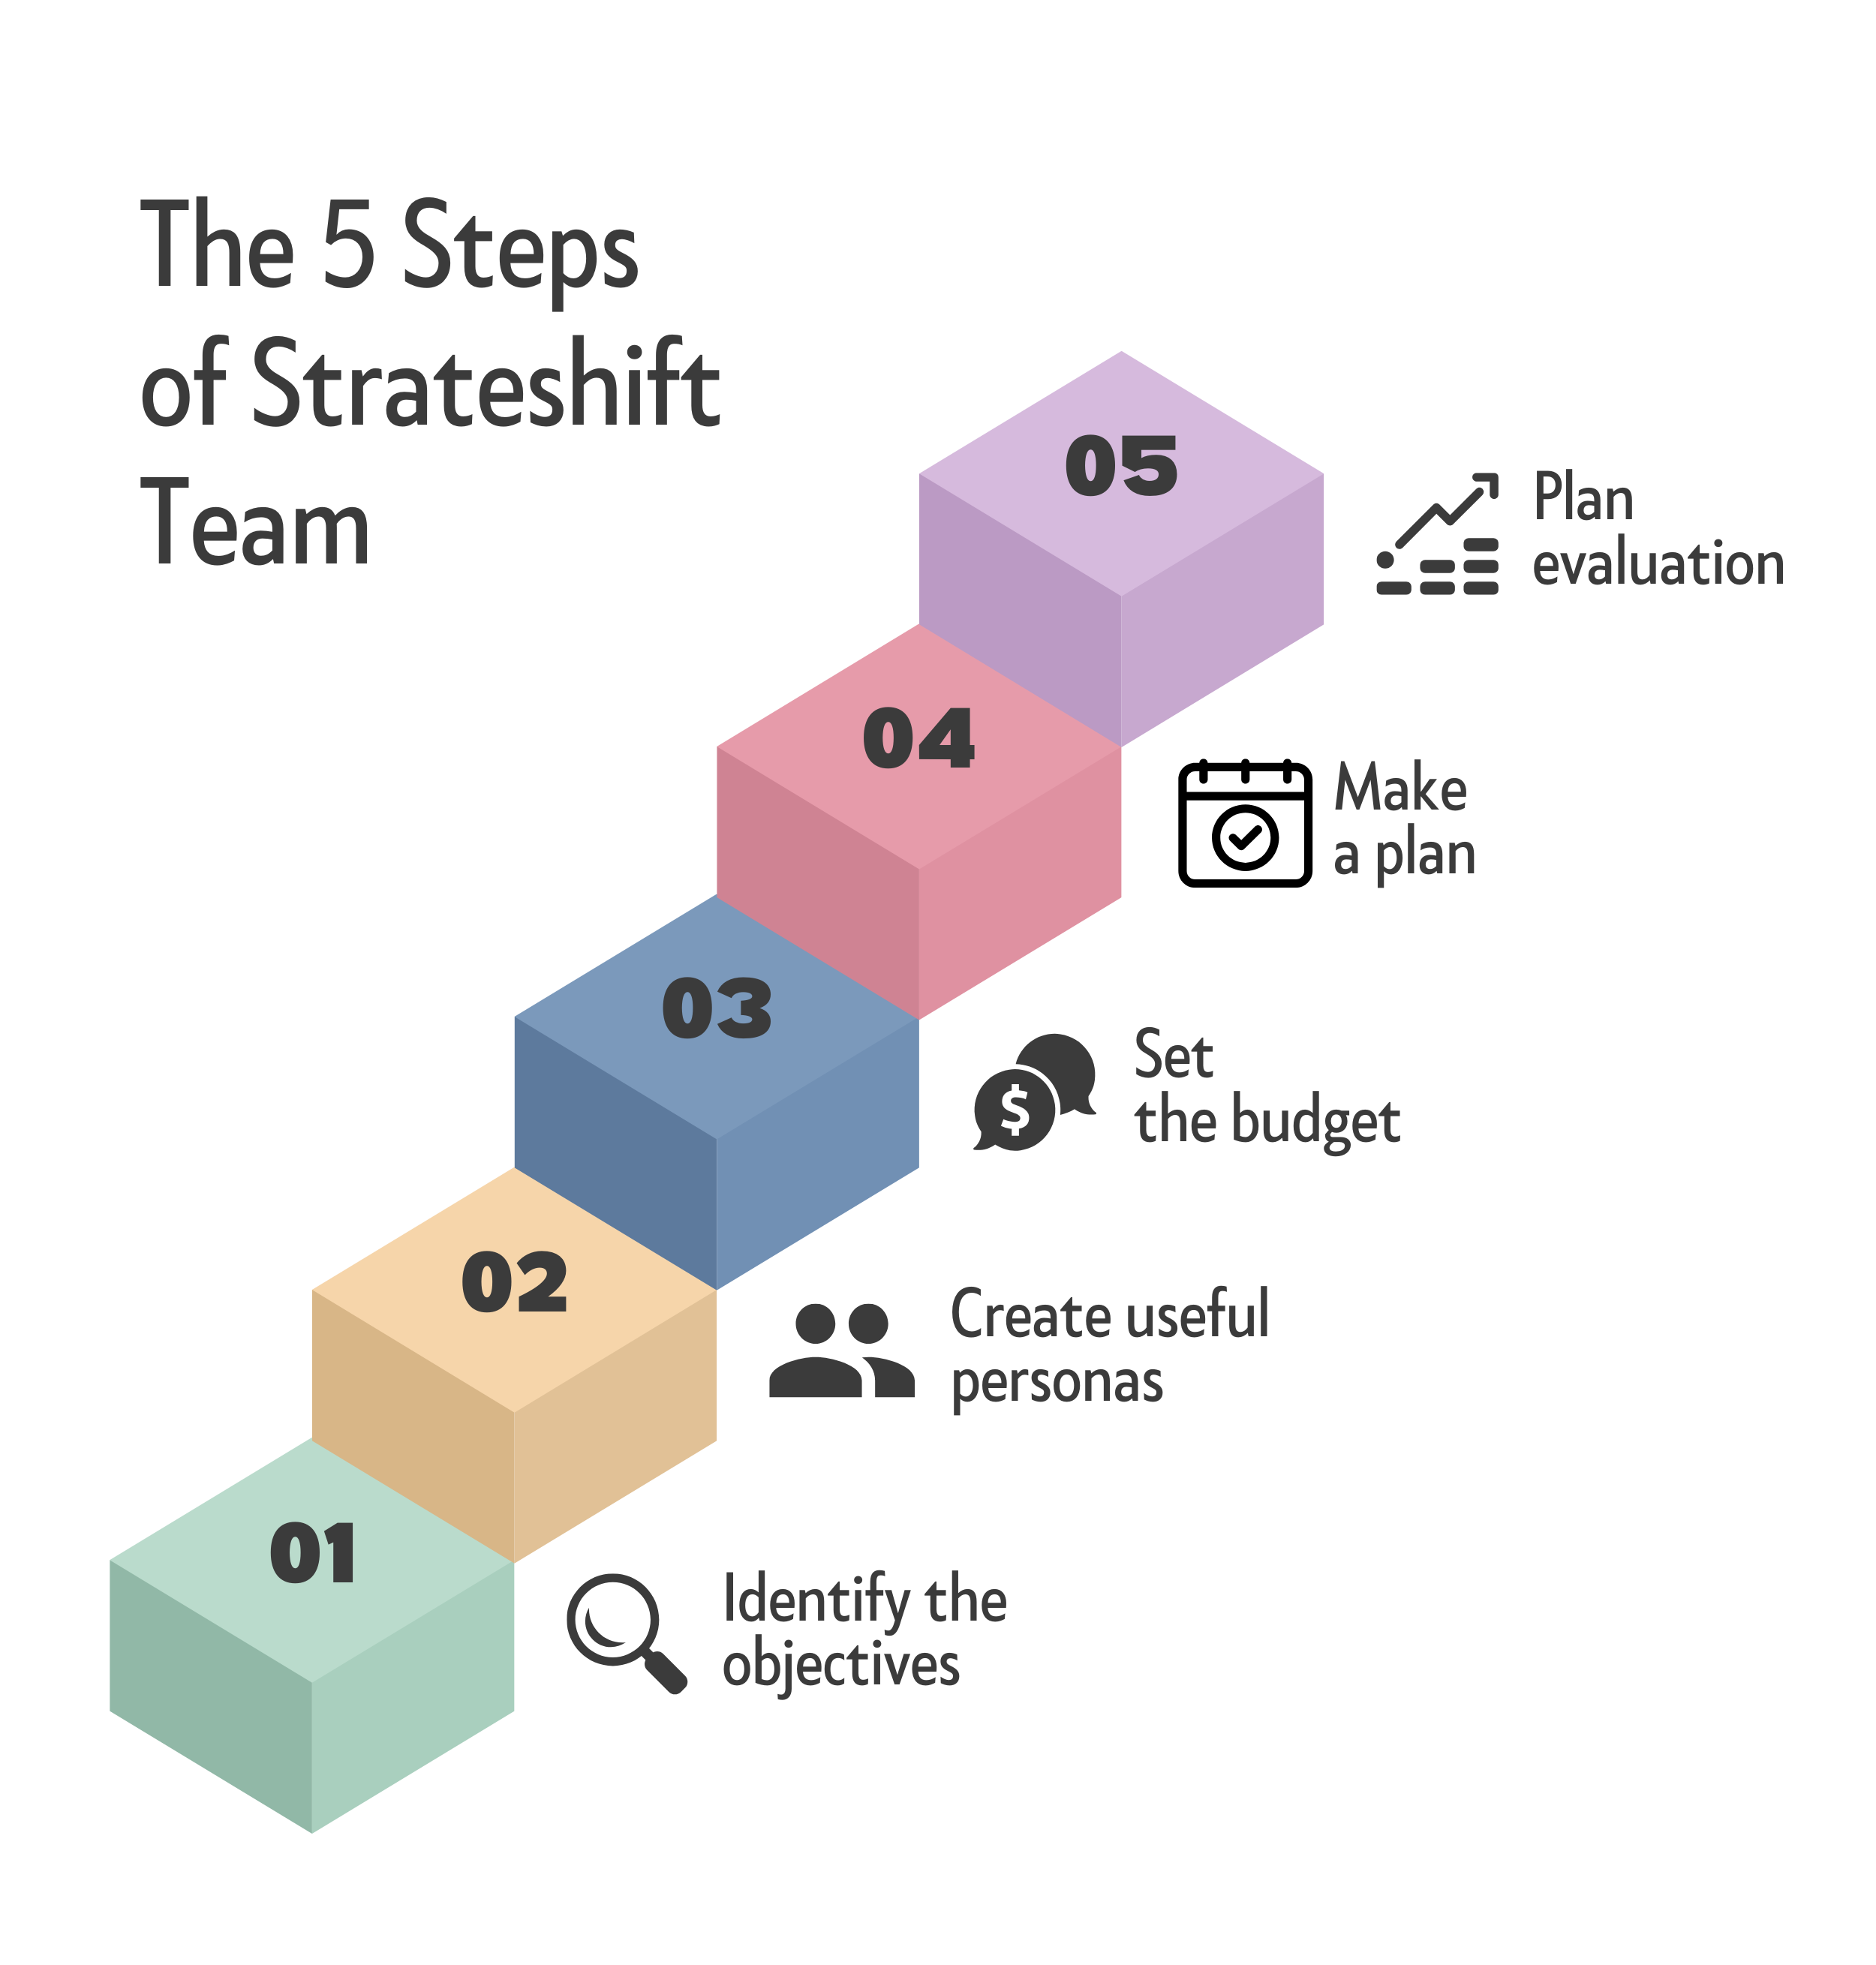 The 5 Steps
of Strateshift
Team
05
Plan
evaluation
04
Make
a plan
03
Set
the budget
$
02
Create useful
personas
01
Identify the
objectives